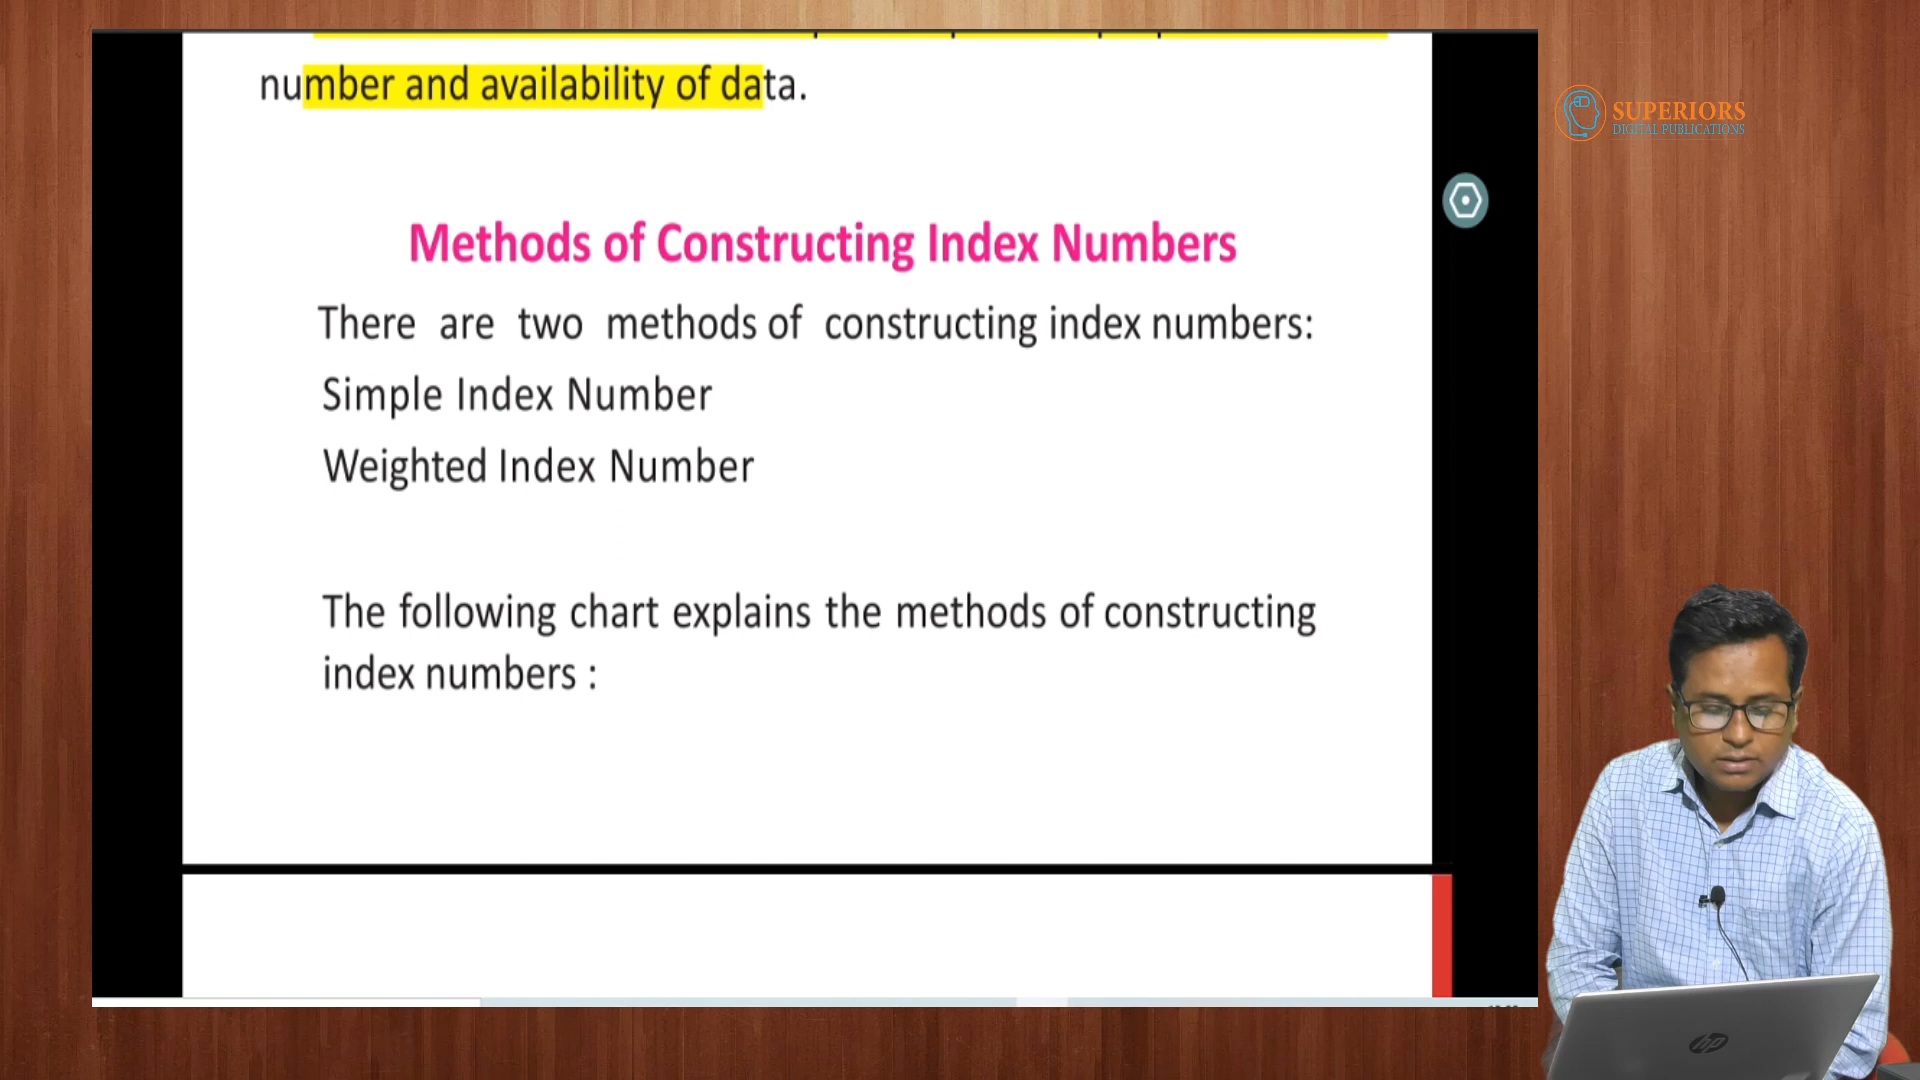 number and availability of data.
SUPERIORS
DIGITAL PUBLICATIONS
Methods of Constructing Index Numbers
There are two methods of constructing index numbers:
Simple Index Number
Weighted Index Number
The following chart explains the methods of constructing
index numbers :
hp